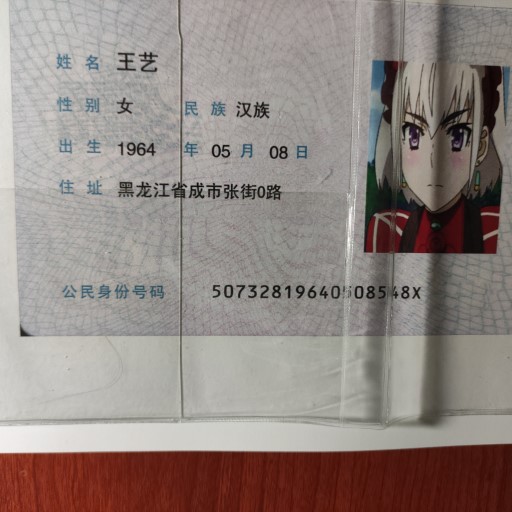 姓名 王艺
性别 女 民族 汉族
出生 1964 年 05 月 08 日
住址 黑龙江省成市张街0路
公民身份号码 50732819640508548X